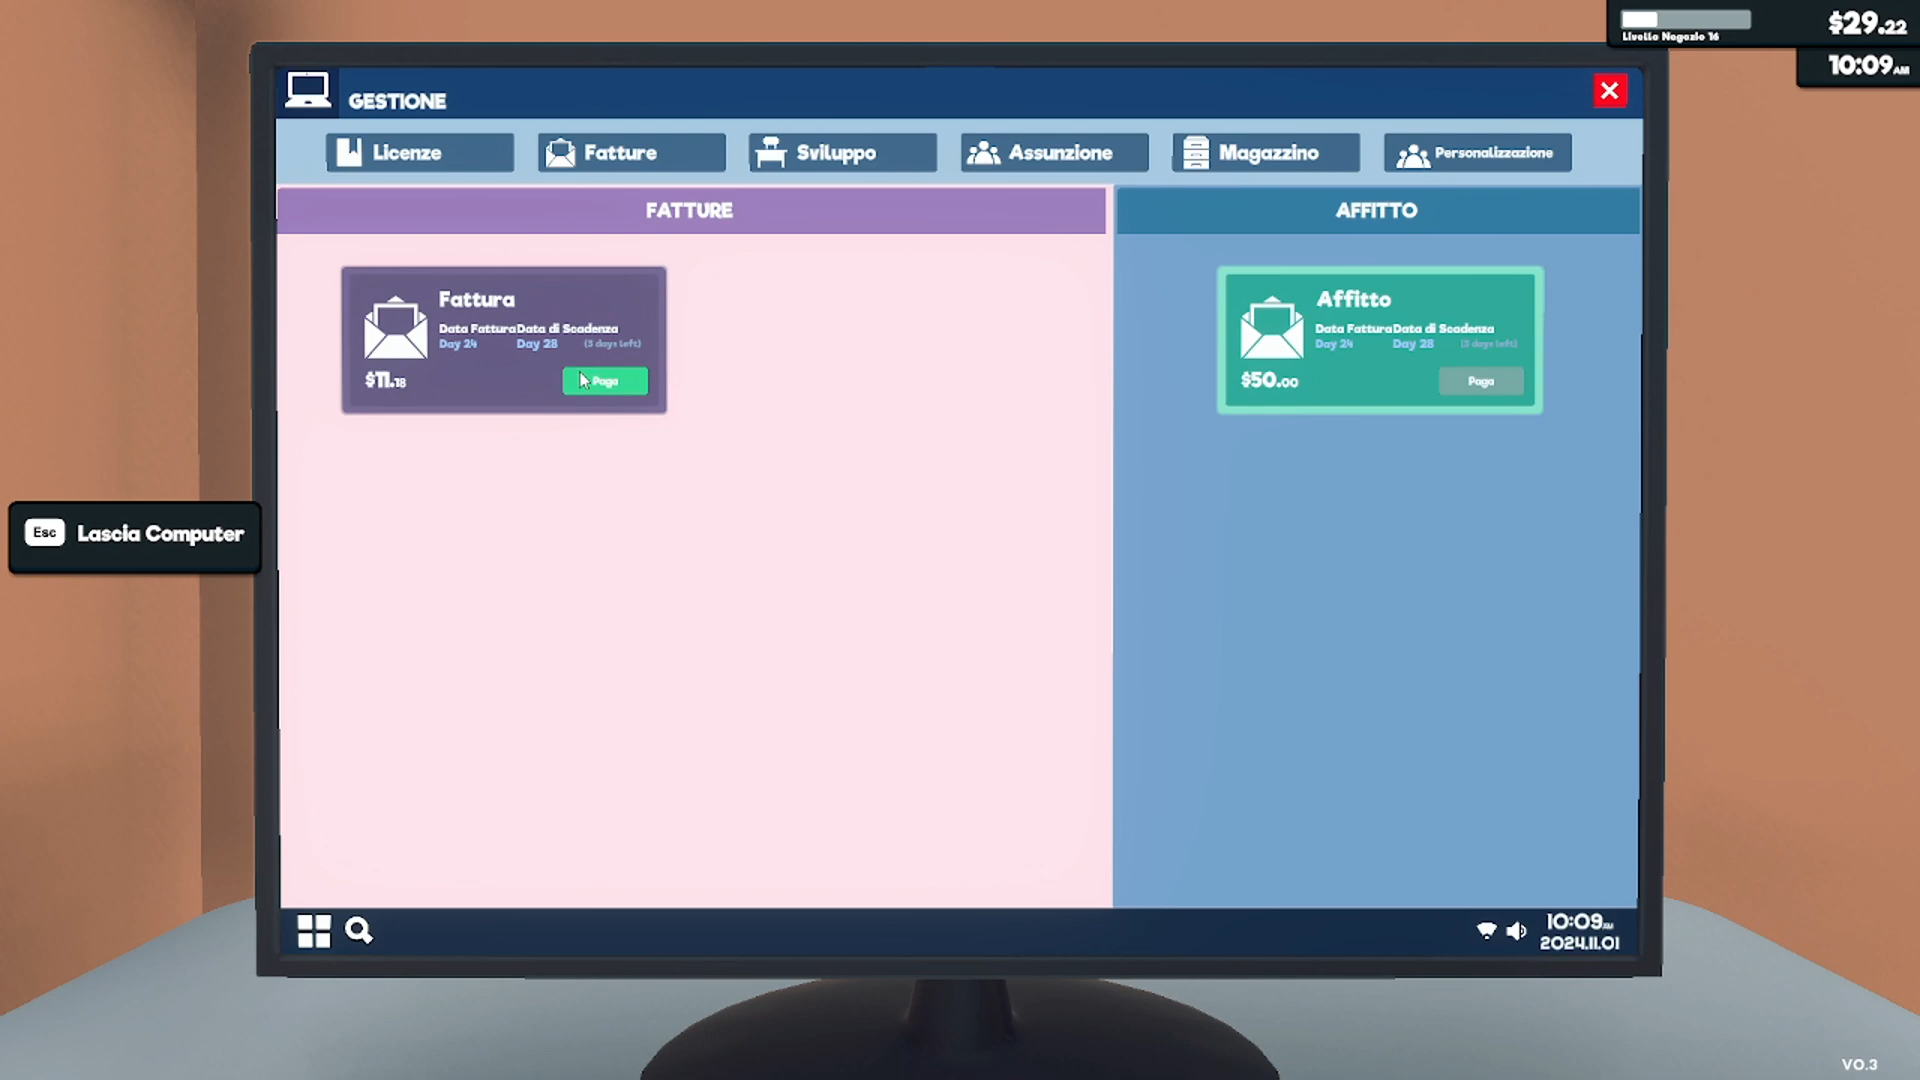 $29.22
Livello Negozio 16
10:09AM
GESTIONE
Licenze
Fatture
Sviluppo
Assunzione
Magazzino
Personalizzazione
FATTURE
AFFITTO
Fattura
Data Fattura Data di Scadenza
Day 24 Day 28 (3 days left)
$11.18
Paga
Affitto
Data Fattura Data di Scadenza
Day 24 Day 28 (3 days left)
$50.00
Paga
Esc Lascia Computer
10:09AM
2024.11.01
V0.3